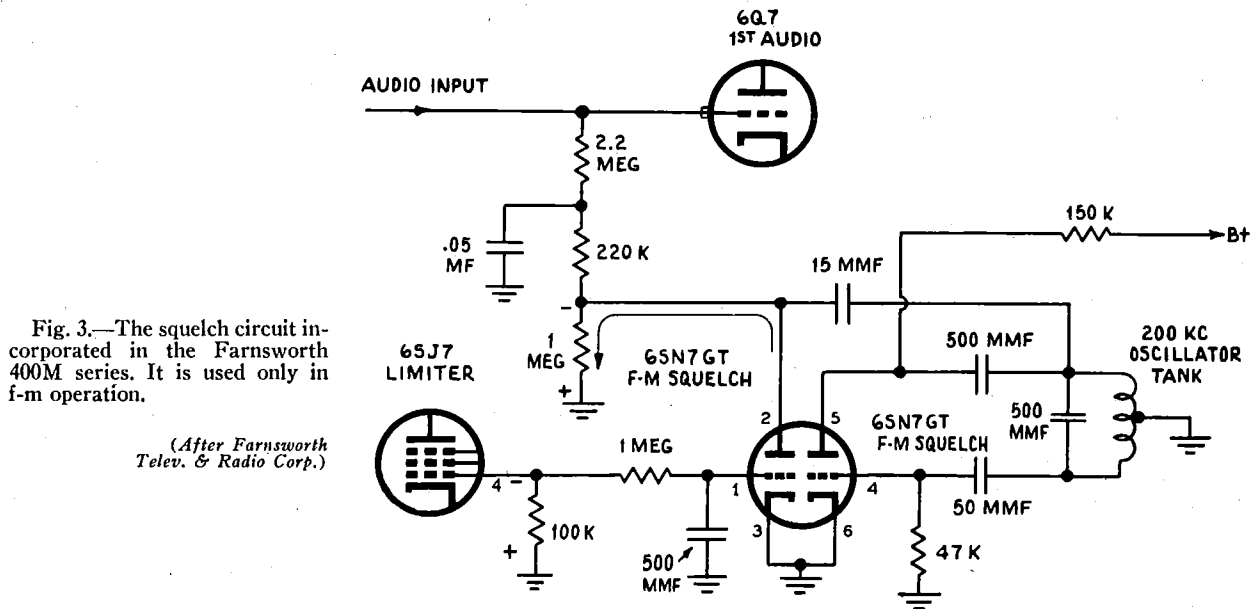 6Q7
1ST AUDIO
AUDIO INPUT
2.2
MEG
.05
MF
220 K
150 K
B+
15 MMF
-
1
MEG
+
6SN7GT
F-M SQUELCH
500 MMF
200 KC
OSCILLATOR
TANK
500
MMF
Fig. 3.—The squelch circuit in-
corporated in the Farnsworth
400M series. It is used only in
f-m operation.
(After Farnsworth
Telev. & Radio Corp.)
6SJ7
LIMITER
2
5
6SN7GT
F-M SQUELCH
1 MEG
4
-
1
4
50 MMF
3
6
100K
+
500
MMF
47 K